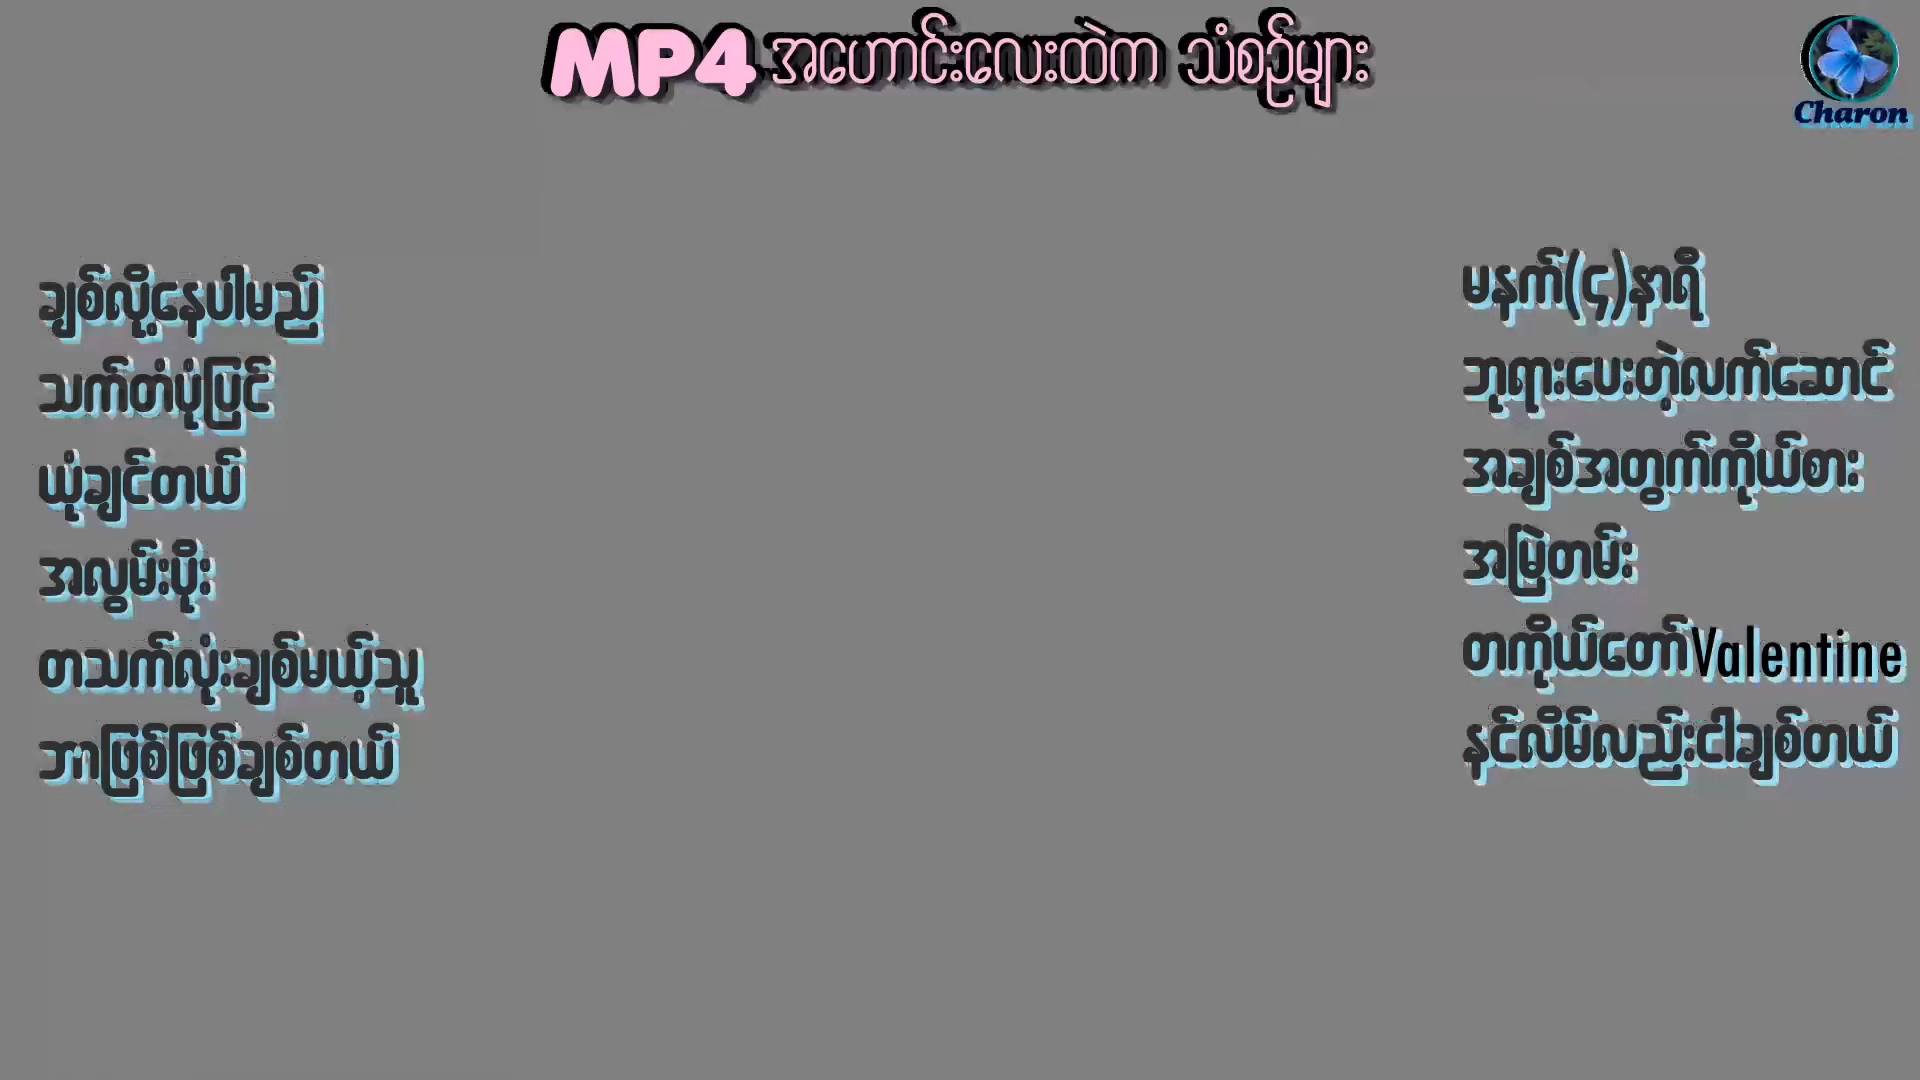 MP4 အဟောင်းလေးထဲက သံစဉ်များ
Charon
ချစ်လို့နေပါမည်
သက်တံပုံပြင်
ယုံချင်တယ်
အလွမ်းပိုး
တသက်လုံးချစ်မယ့်သူ
ဘာဖြစ်ဖြစ်ချစ်တယ်
မနက်(၄)နာရီ
ဘုရားပေးတဲ့လက်ဆောင်
အချစ်အတွက်ကိုယ်စား
အမြဲတမ်း
တကိုယ်တော်Valentine
နင်လိမ်လည်းငါချစ်တယ်